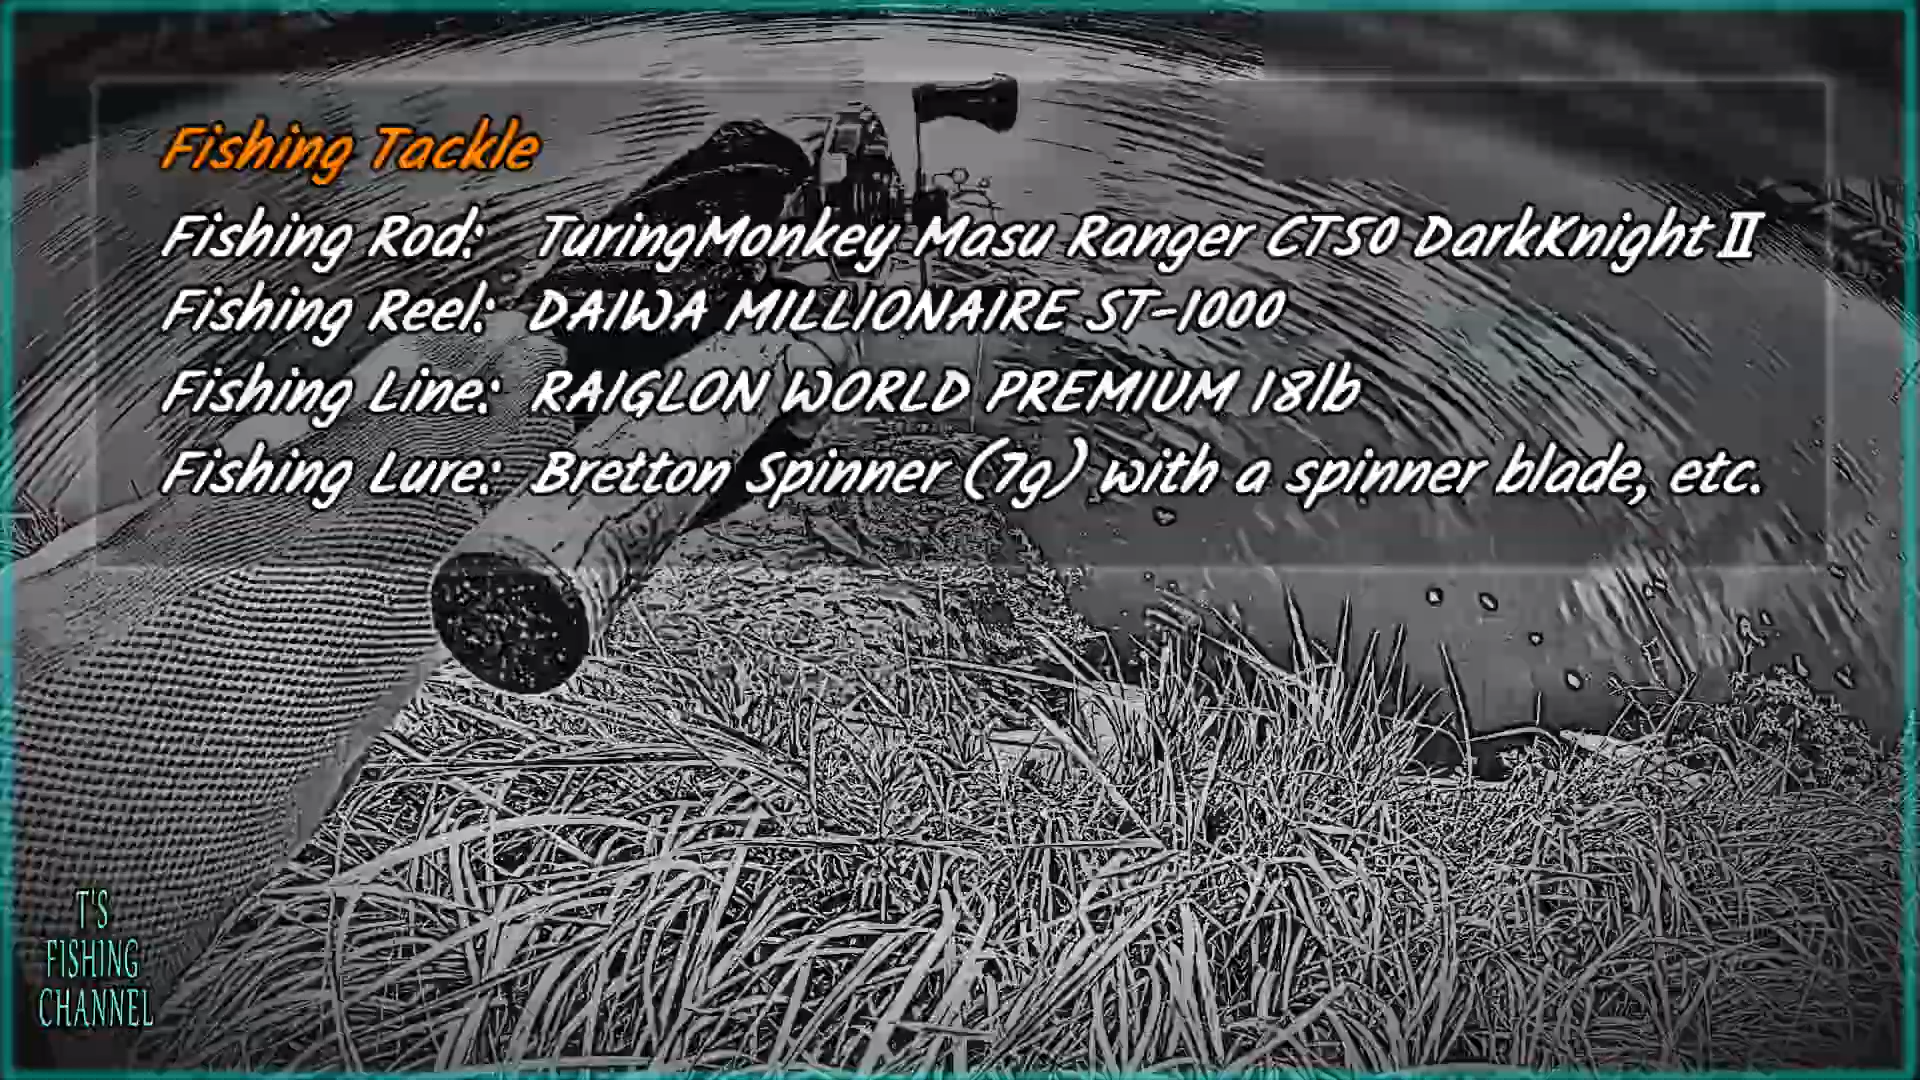 Fishing Tackle
Fishing Rod: TuringMonkey Masu Ranger CT50 DarkKnight Ⅱ
Fishing Reel: DAIWA MILLIONAIRE ST-1000
Fishing Line: RAIGLON WORLD PREMIUM 18lb
Fishing Lure: Bretton Spinner (7g) with a spinner blade, etc.
T'S
FISHING
CHANNEL